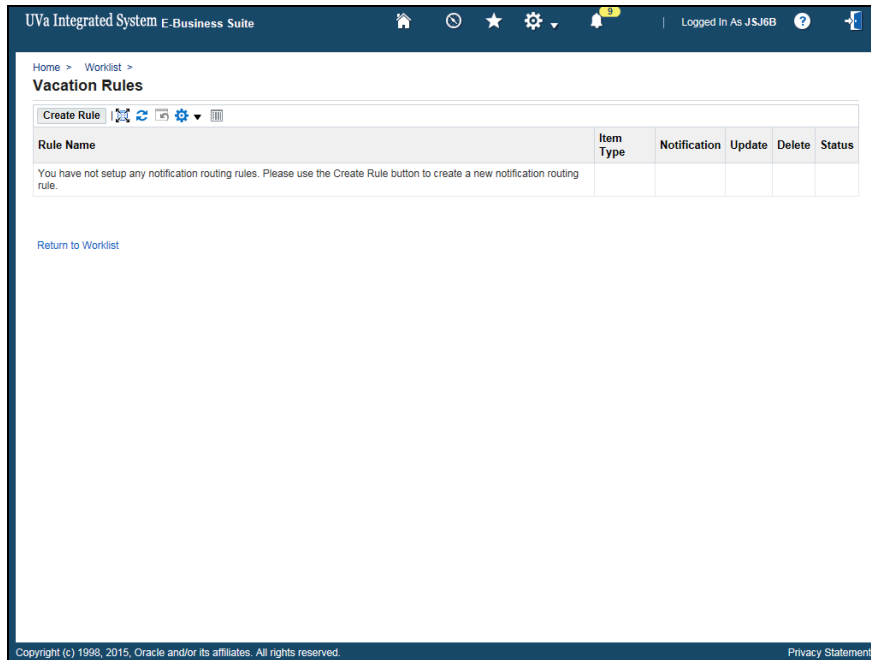 UVa Integrated System E-Business Suite
9
| Logged In As JSJ6B
?
Home > Worklist >
Vacation Rules
Create Rule
Rule Name
Item Type
Notification
Update
Delete
Status
You have not setup any notification routing rules. Please use the Create Rule button to create a new notification routing
rule.
Return to Worklist
Copyright (c) 1998, 2015, Oracle and/or its affiliates. All rights reserved.
Privacy Statement